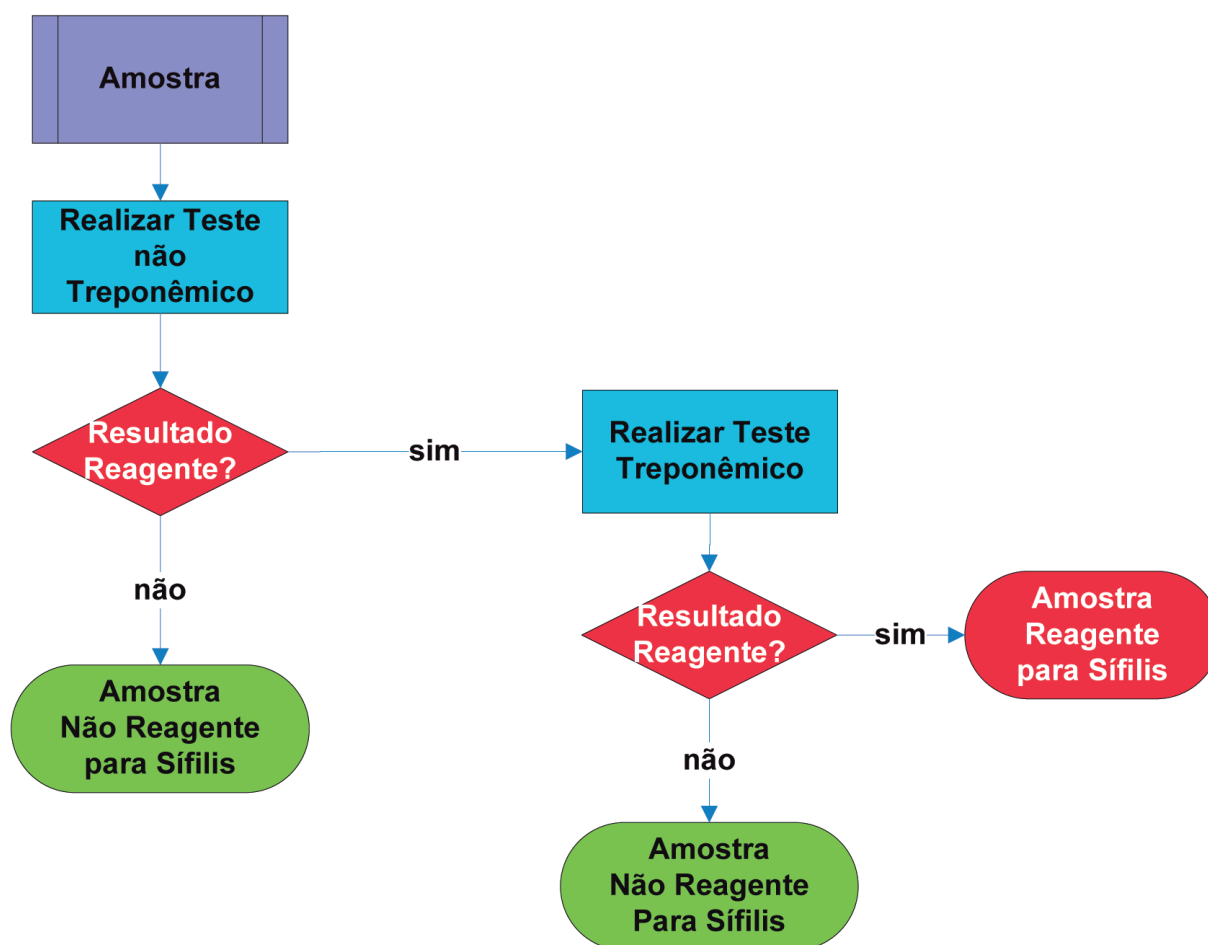 Amostra
Realizar Teste
não
Treponêmico
Resultado
Reagente?
sim
Realizar Teste
Treponêmico
não
Resultado
Reagente?
sim
Amostra
Reagente
para Sífilis
Amostra
Não Reagente
para Sífilis
não
Amostra
Não Reagente
Para Sífilis